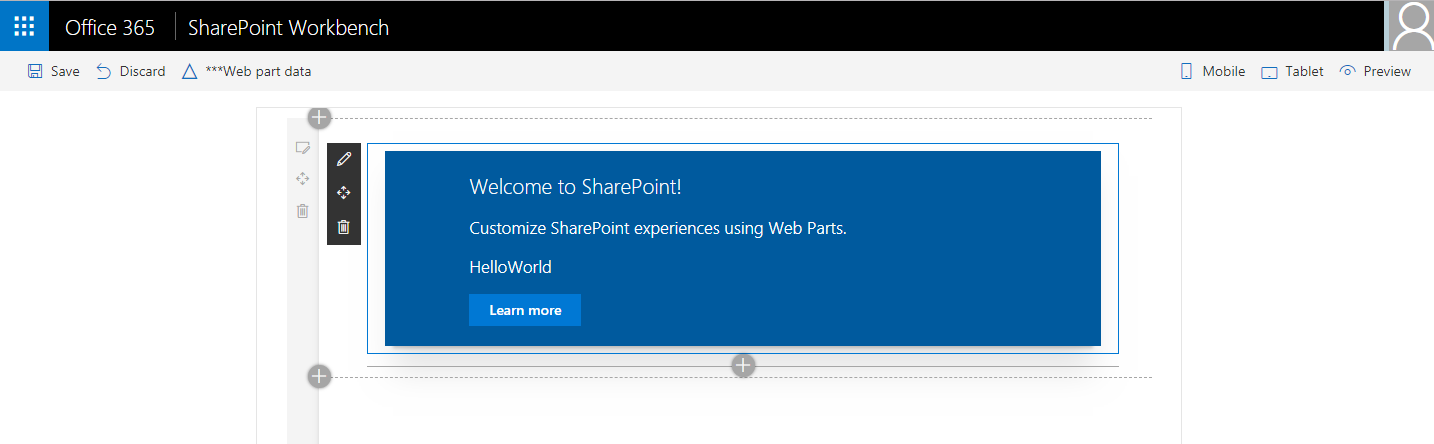 Office 365 SharePoint Workbench
Save Discard ***Web part data Mobile Tablet Preview
Welcome to SharePoint!
Customize SharePoint experiences using Web Parts.
HelloWorld
Learn more